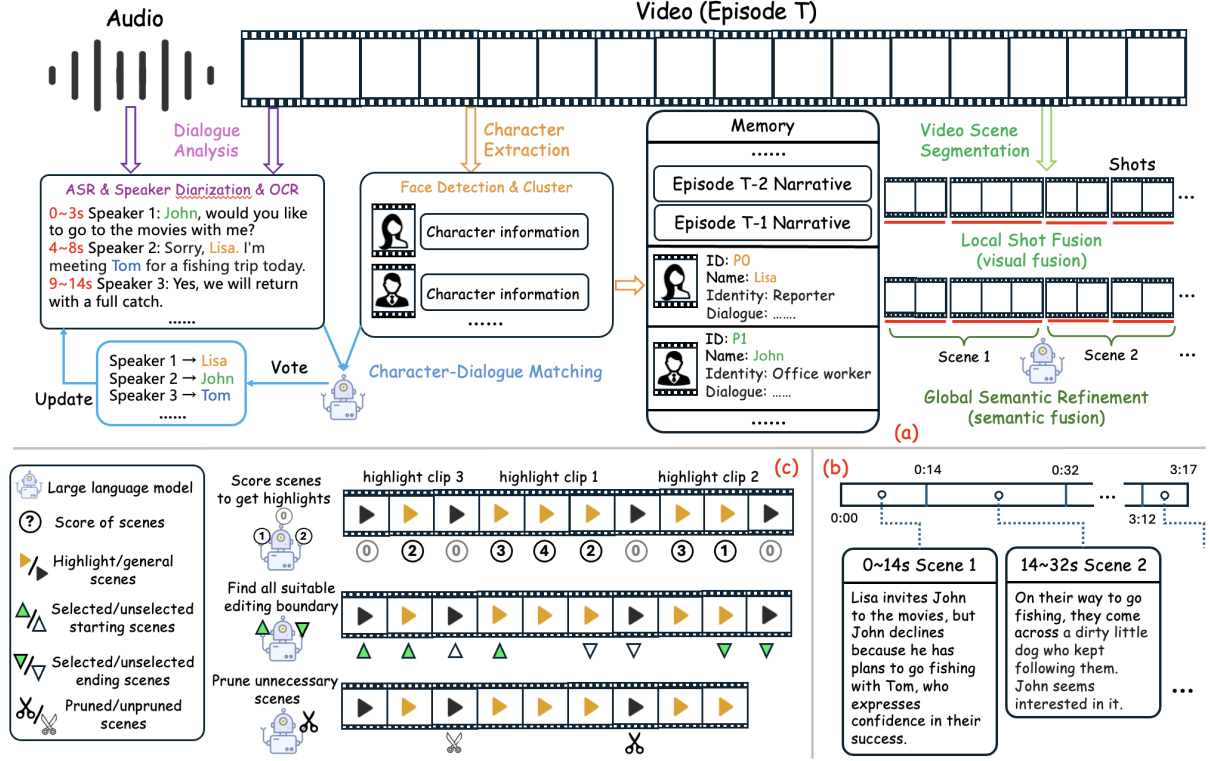 Audio
Video (Episode T)
Dialogue
Analysis
Character
Extraction
Video Scene
Segmentation
Shots
ASR & Speaker Diarization & OCR
0~3s Speaker 1: John, would you like
to go to the movies with me?
4~8s Speaker 2: Sorry, Lisa. I'm
meeting Tom for a fishing trip today.
9~14s Speaker 3: Yes, we will return
with a full catch.
......
Face Detection & Cluster
Character information
Character information
......
Memory
......
Episode T-2 Narrative
Episode T-1 Narrative
ID: P0
Name: Lisa
Identity: Reporter
Dialogue: .......
ID: P1
Name: John
Identity: Office worker
Dialogue: ......
......
...
Local Shot Fusion
(visual fusion)
...
Scene 1
Scene 2
...
Global Semantic Refinement
(semantic fusion)
Speaker 1 → Lisa
Speaker 2 → John
Speaker 3 → Tom
......
Update
Vote
Character-Dialogue Matching
(a)
Large language model
?
Score of scenes
Highlight/general
scenes
Selected/unselected
starting scenes
Selected/unselected
ending scenes
Pruned/unpruned
scenes
(c)
Score scenes
to get highlights
0
1
2
highlight clip 3
highlight clip 1
highlight clip 2
0 2 0 3 4 2 0 3 1 0
Find all suitable
editing boundary
Prune unnecessary
scenes
(b)
0:14
0:32
3:17
...
0:00
3:12
0~14s Scene 1
Lisa invites John
to the movies, but
John declines
because he has
plans to go fishing
with Tom, who
expresses
confidence in their
success.
14~32s Scene 2
On their way to go
fishing, they come
across a dirty little
dog who kept
following them.
John seems
interested in it.
...